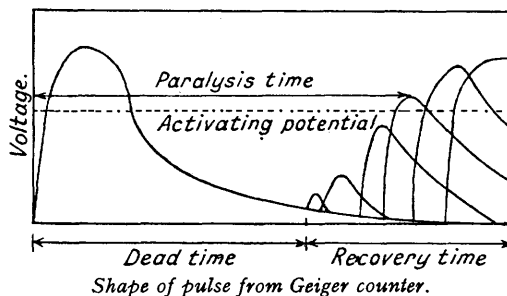 Voltage.
Paralysis time
Activating potential
Dead time
Recovery time
Shape of pulse from Geiger counter.